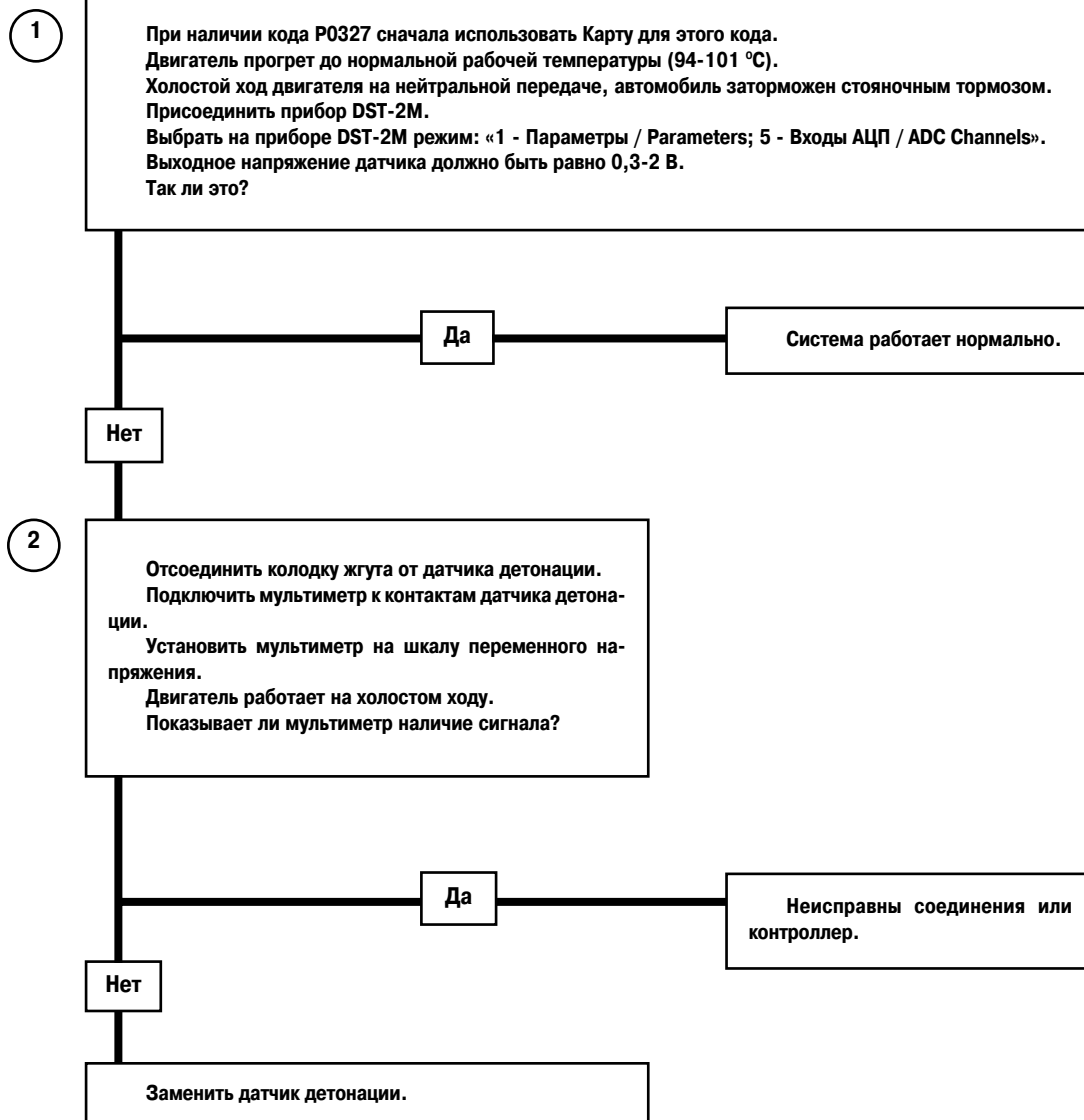 1
При наличии кода P0327 сначала использовать Карту для этого кода.
Двигатель прогрет до нормальной рабочей температуры (94-101 ºС).
Холостой ход двигателя на нейтральной передаче, автомобиль заторможен стояночным тормозом.
Присоединить прибор DST-2M.
Выбрать на приборе DST-2M режим: «1 - Параметры / Parameters; 5 - Входы АЦП / ADC Channels».
Выходное напряжение датчика должно быть равно 0,3-2 В.
Так ли это?
Да
Система работает нормально.
Нет
2
Отсоединить колодку жгута от датчика детонации.
Подключить мультиметр к контактам датчика детона-
ции.
Установить мультиметр на шкалу переменного на-
пряжения.
Двигатель работает на холостом ходу.
Показывает ли мультиметр наличие сигнала?
Да
Неисправны соединения или
контроллер.
Нет
Заменить датчик детонации.